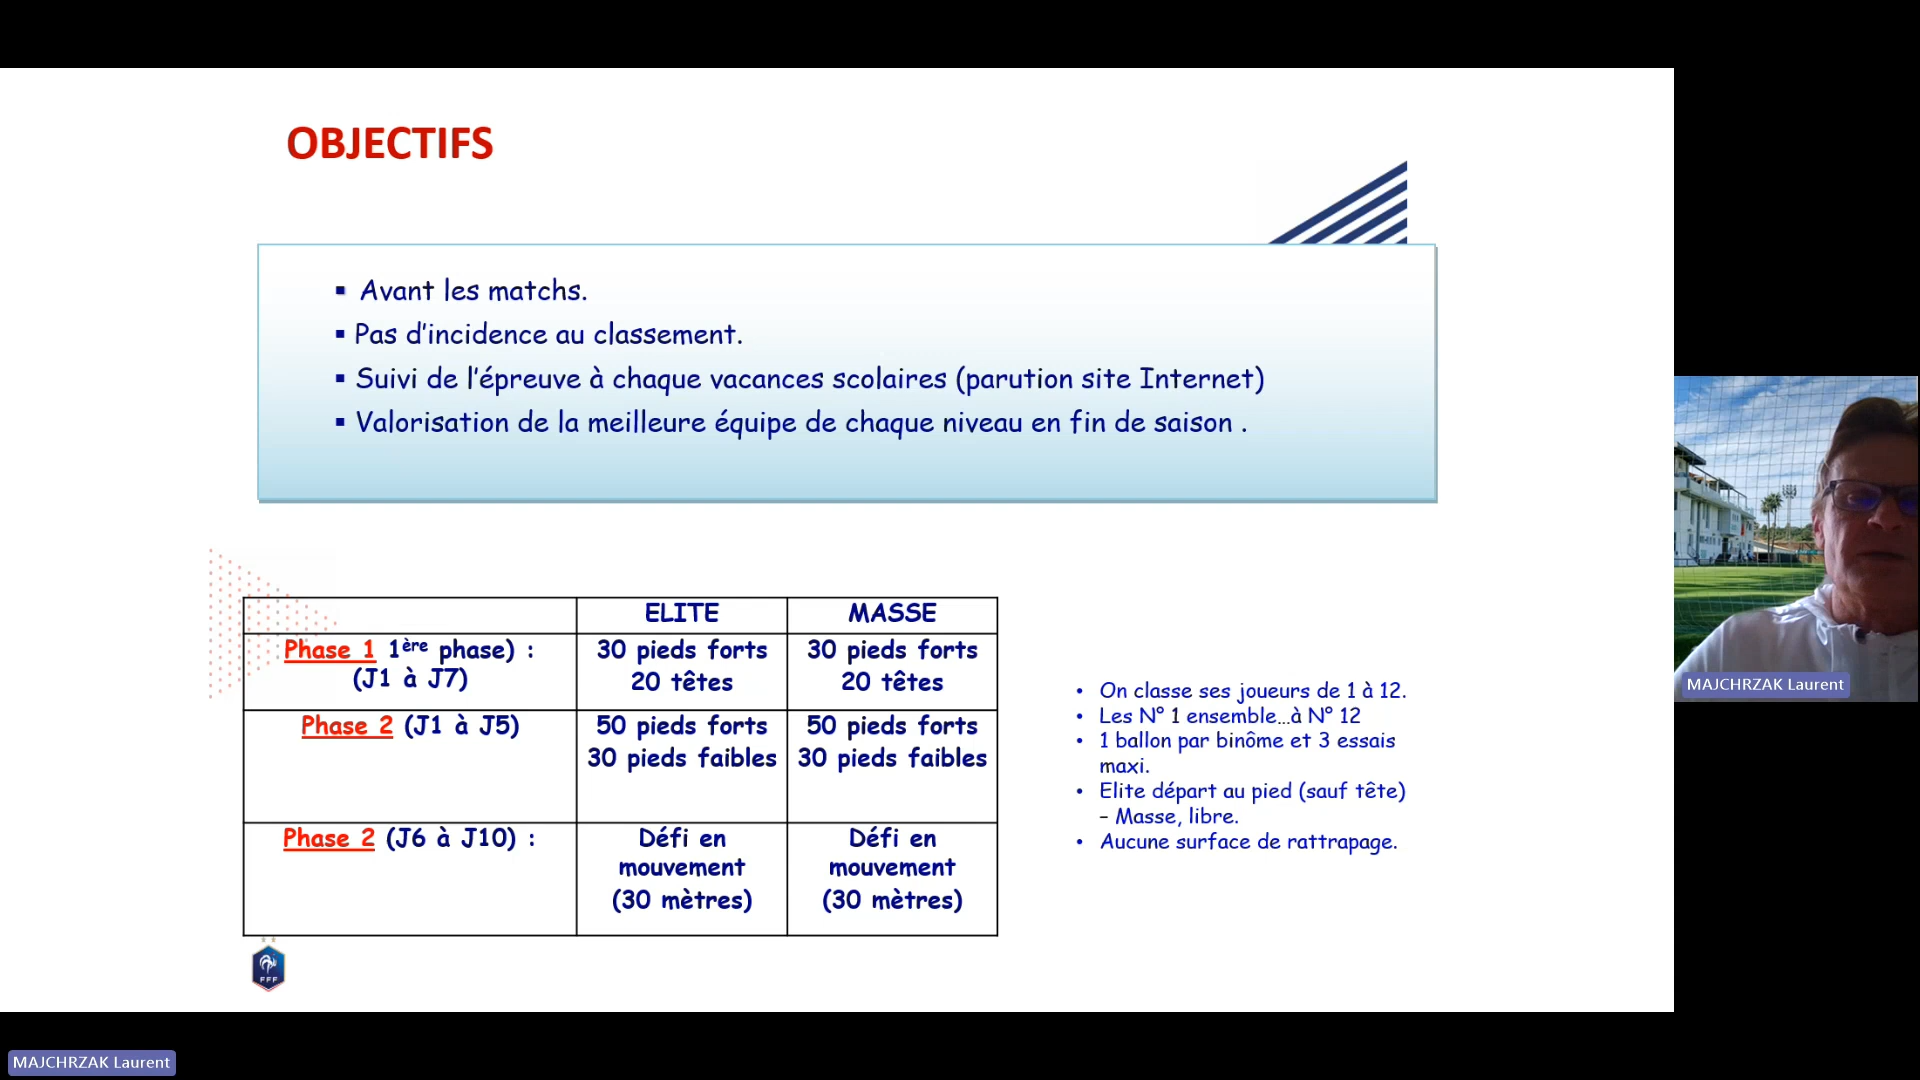 OBJECTIFS
▪ Avant les matchs.
▪ Pas d’incidence au classement.
▪ Suivi de l’épreuve à chaque vacances scolaires (parution site Internet)
▪ Valorisation de la meilleure équipe de chaque niveau en fin de saison .
ELITE MASSE
Phase 1 1ère phase) : 30 pieds forts 30 pieds forts
(J1 à J7) 20 têtes 20 têtes
Phase 2 (J1 à J5) 50 pieds forts 50 pieds forts
30 pieds faibles 30 pieds faibles
Phase 2 (J6 à J10) : Défi en Défi en
mouvement mouvement
(30 mètres) (30 mètres)
• On classe ses joueurs de 1 à 12.
• Les N° 1 ensemble…à N° 12
• 1 ballon par binôme et 3 essais
maxi.
• Elite départ au pied (sauf tête)
– Masse, libre.
• Aucune surface de rattrapage.
FFF
MAJCHRZAK Laurent
MAJCHRZAK Laurent